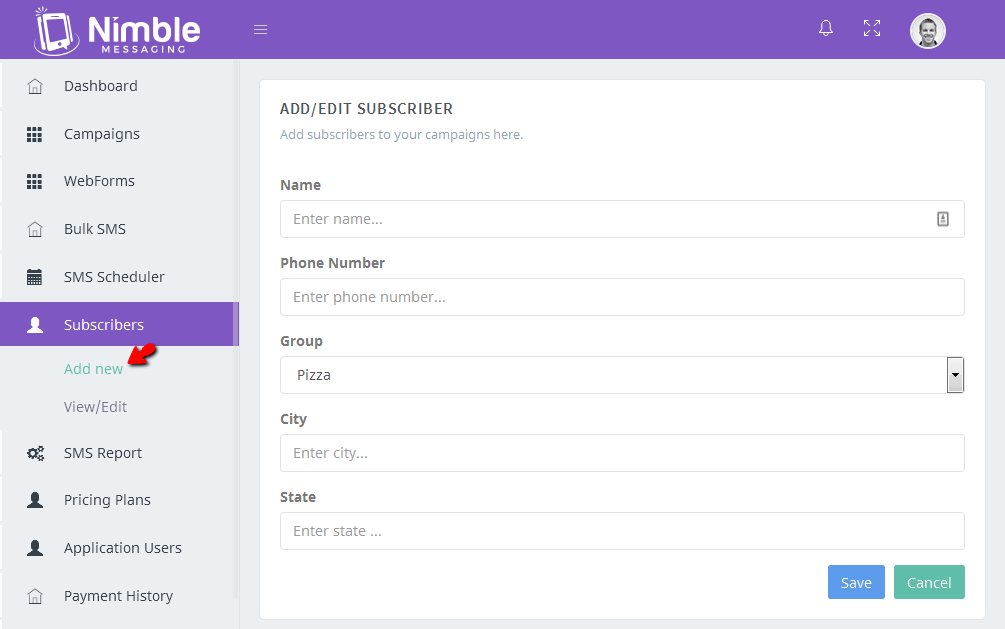 Nimble
MESSAGING
Dashboard
Campaigns
WebForms
Bulk SMS
SMS Scheduler
Subscribers
Add new
View/Edit
SMS Report
Pricing Plans
Application Users
Payment History
ADD/EDIT SUBSCRIBER
Add subscribers to your campaigns here.
Name
Enter name...
Phone Number
Enter phone number...
Group
Pizza
City
Enter city...
State
Enter state ...
Save
Cancel